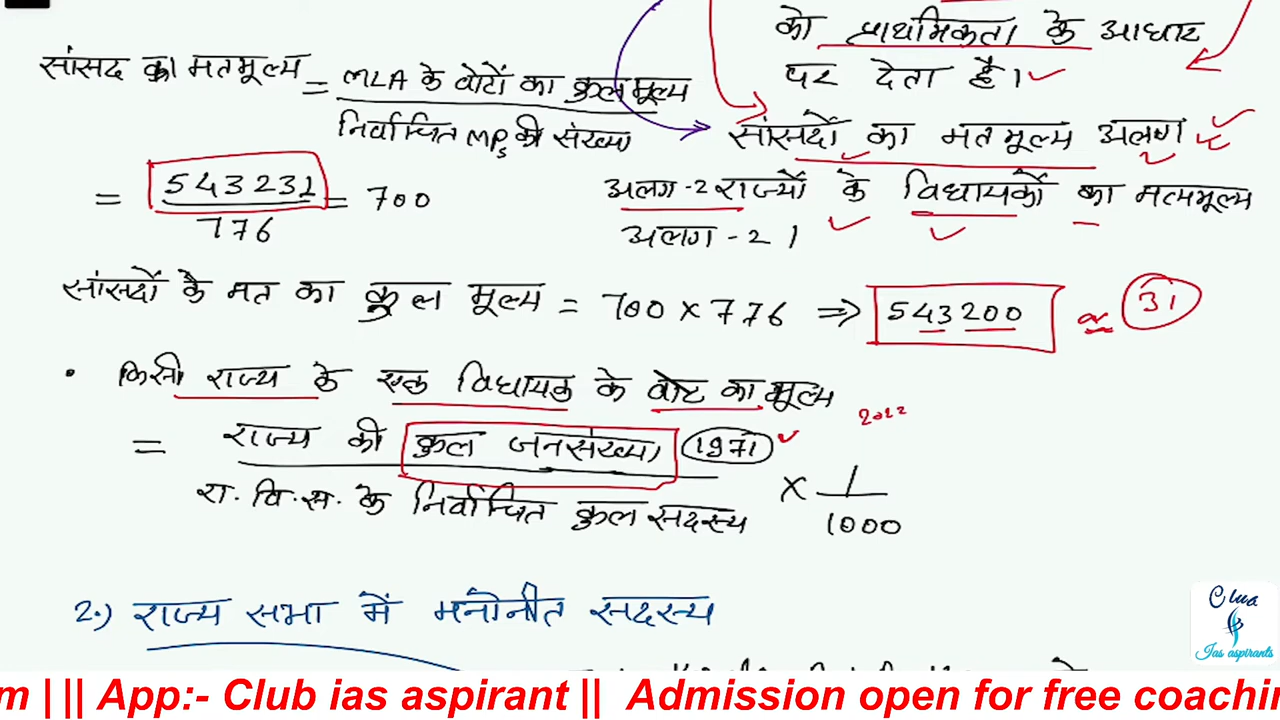 को प्राथमिकता के आधार
पर देता है।
सांसद का मतमूल्य = MLA के वोटों का कुल मूल्य
निर्वाचित MPs की संख्या
सांसदों का मतमूल्य अलग
= 543231 = 700
776
अलग-2 राज्यों के विधायकों का मतमूल्य
अलग-2।
सांसदों के मत का कुल मूल्य = 700 × 776 ⇒ 543200 ~ 31
• किसी राज्य के एक विधायक के वोट का मूल्य
2022
= राज्य की कुल जनसंख्या (1971)
रा. वि. स. के निर्वाचित कुल सदस्य × 1
1000
2.) राज्य सभा में मनोनीत सदस्य
Clua
Ias aspirants
m | || App:- Club ias aspirant || Admission open for free coachin